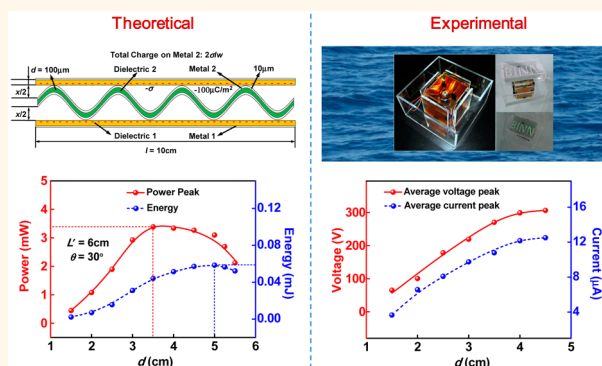 Theoretical
Total Charge on Metal 2: 2σlw
d = 100μm
Dielectric 2
Metal 2
10μm
x/2
-σ
-100μC/m²
x/2
Dielectric 1
Metal 1
l = 10cm
5
4
3
2
1
0
Power (mW)
Power Peak
Energy
L' = 6cm
θ = 30°
0.12
0.08
0.04
0.00
Energy (mJ)
1 2 3 4 5 6
d (cm)
Experimental
BINN
300
200
100
0
Voltage (V)
Average voltage peak
Average current peak
16
12
8
4
Current (μA)
1 2 3 4 5
d (cm)